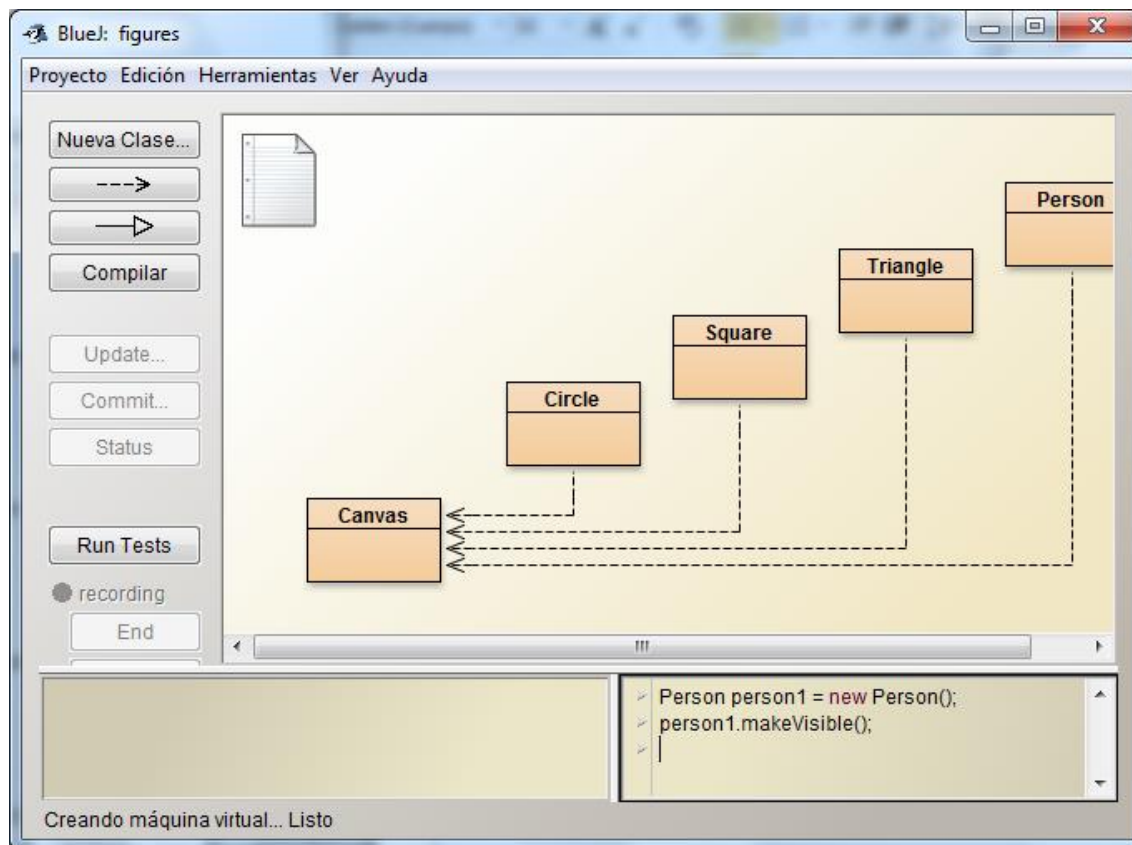 BlueJ: figures
Proyecto Edición Herramientas Ver Ayuda
Nueva Clase...
Compilar
Update...
Commit...
Status
Run Tests
recording
End
Person
Triangle
Square
Circle
Canvas
Person person1 = new Person();
person1.makeVisible();
Creando máquina virtual... Listo